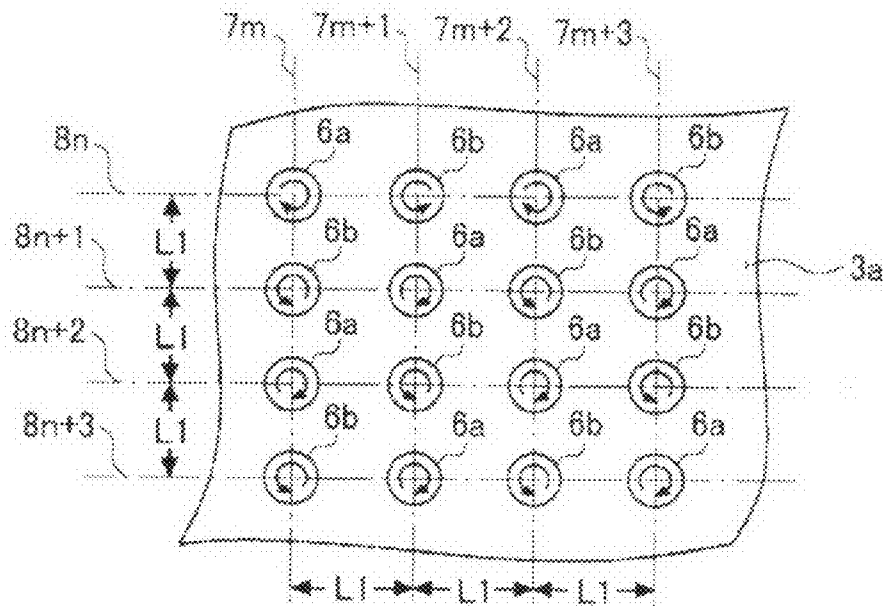 7m 7m+1 7m+2 7m+3
8n 6a 6b 6a 6b
L1
8n+1 6b 6a 6b 6a 3a
L1
8n+2 6a 6b 6a 6b
L1
8n+3 6b 6a 6b 6a
L1 L1 L1